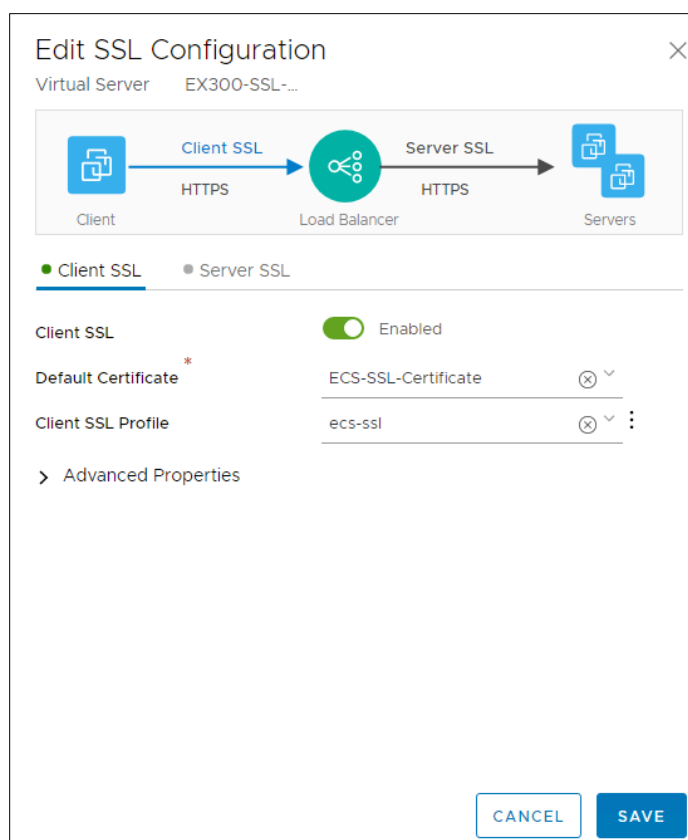 Edit SSL Configuration
Virtual Server EX300-SSL-...
Client SSL
Server SSL
HTTPS
HTTPS
Client
Load Balancer
Servers
Client SSL
Server SSL
Client SSL
Enabled
Default Certificate *
ECS-SSL-Certificate
Client SSL Profile
ecs-ssl
Advanced Properties
CANCEL
SAVE